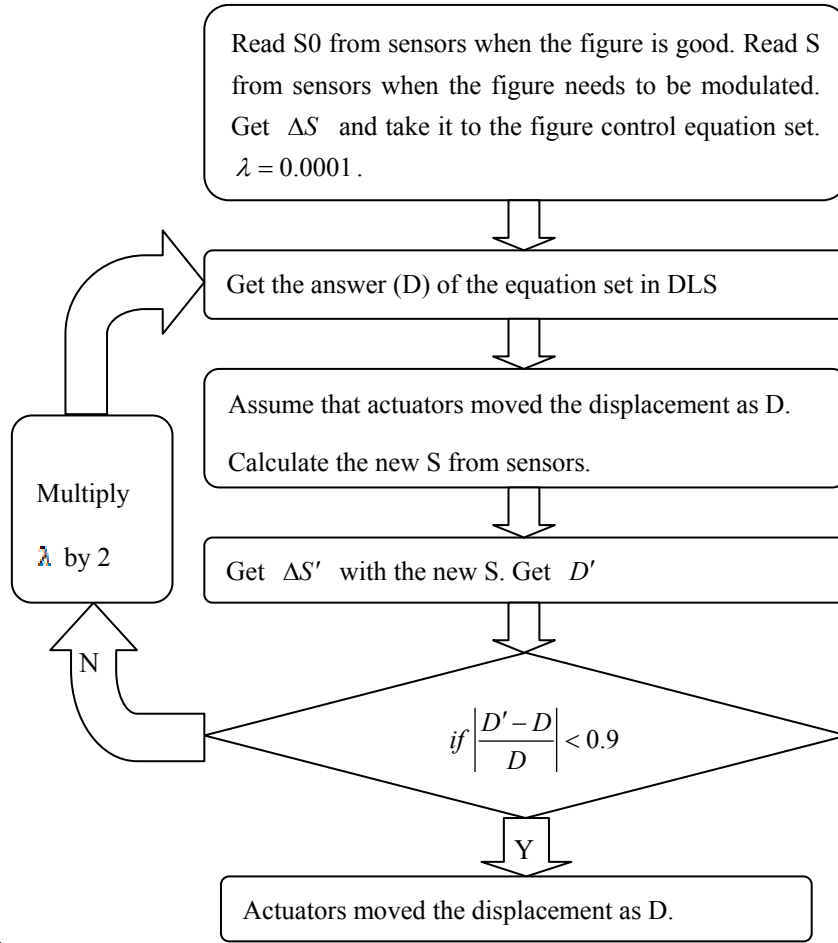 Read S0 from sensors when the figure is good. Read S
from sensors when the figure needs to be modulated.
Get ΔS and take it to the figure control equation set.
λ = 0.0001.
Get the answer (D) of the equation set in DLS
Assume that actuators moved the displacement as D.
Calculate the new S from sensors.
Multiply
λ by 2
Get ΔS′ with the new S. Get D′
N
if |(D′ − D)/D| < 0.9
Y
Actuators moved the displacement as D.